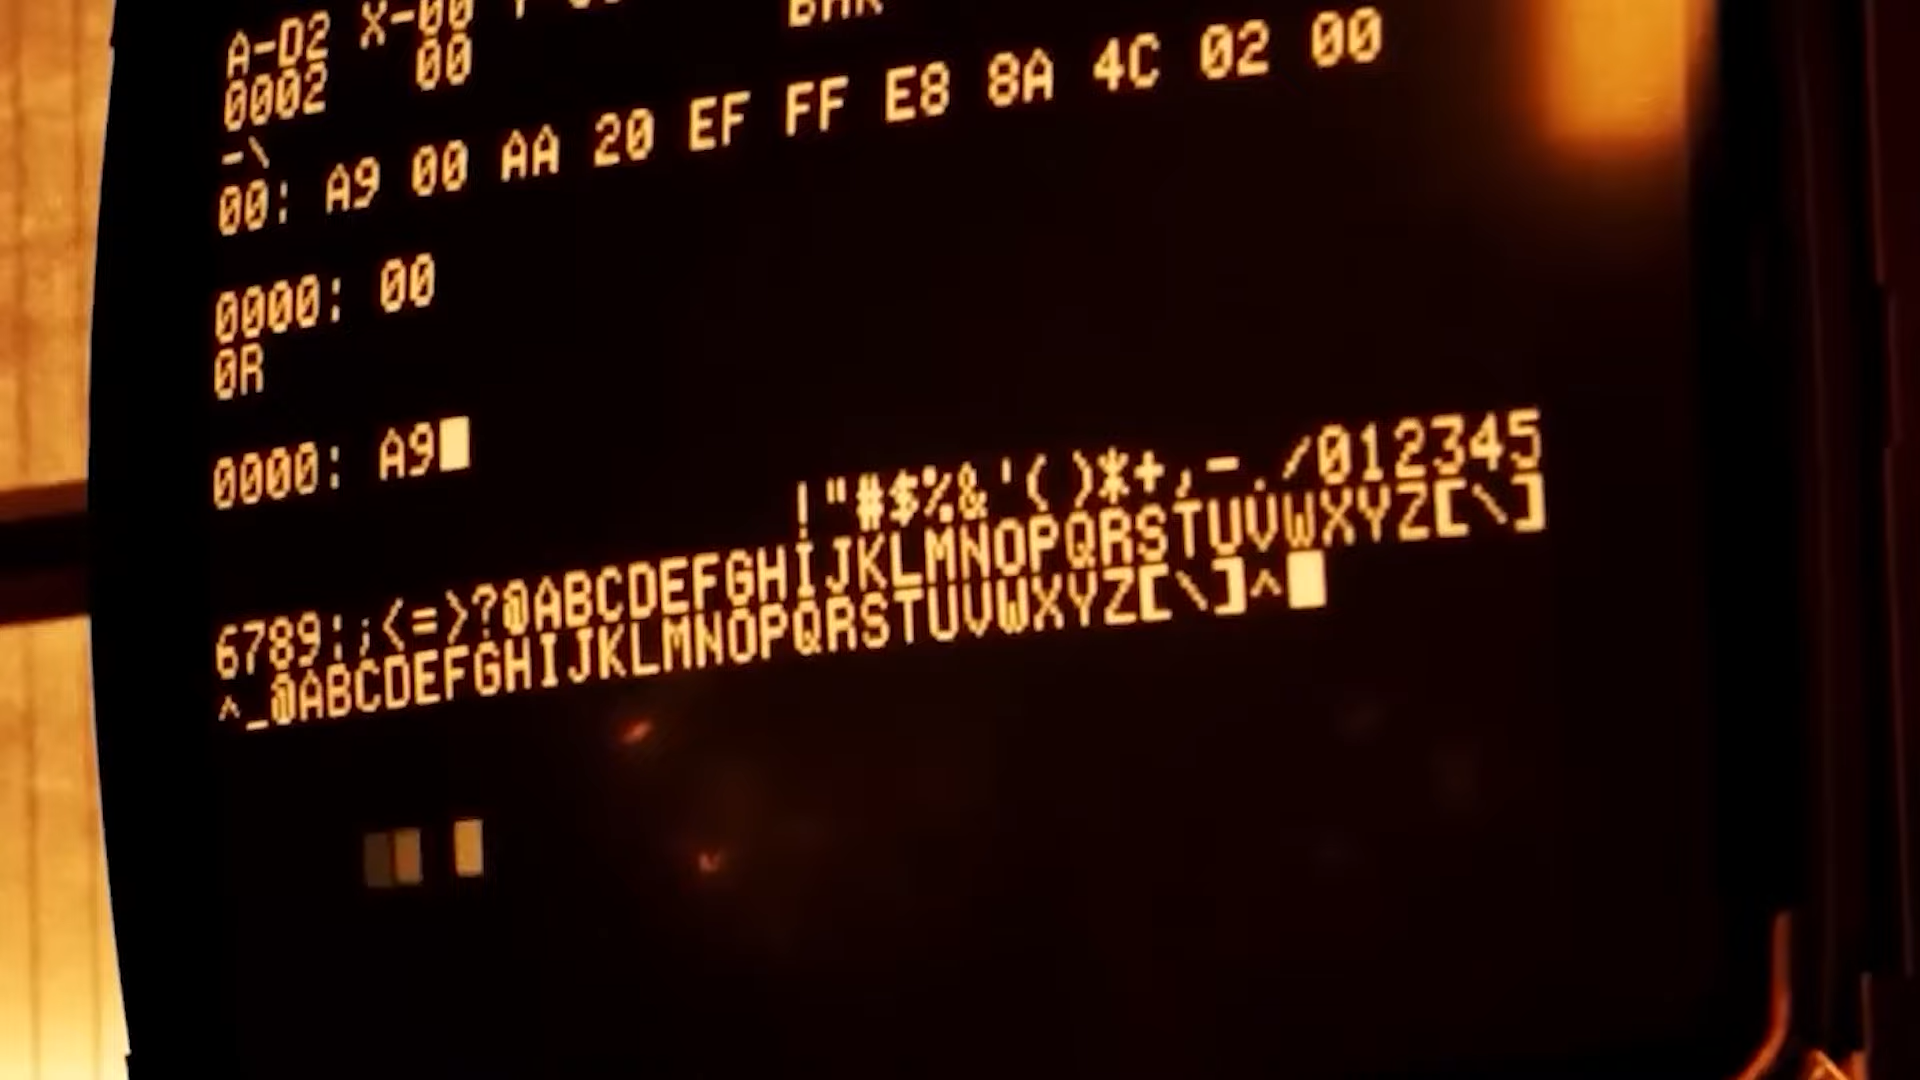 A-D2 X-00
0002 00
-\
00: A9 00 AA 20 EF FF E8 8A 4C 02 00
0000: 00
0R
0000: A9
!"#$%&'()*+,-./012345
6789:;<=>?@ABCDEFGHIJKLMNOPQRSTUVWXYZ[\]
^_@ABCDEFGHIJKLMNOPQRSTUVWXYZ[\]^